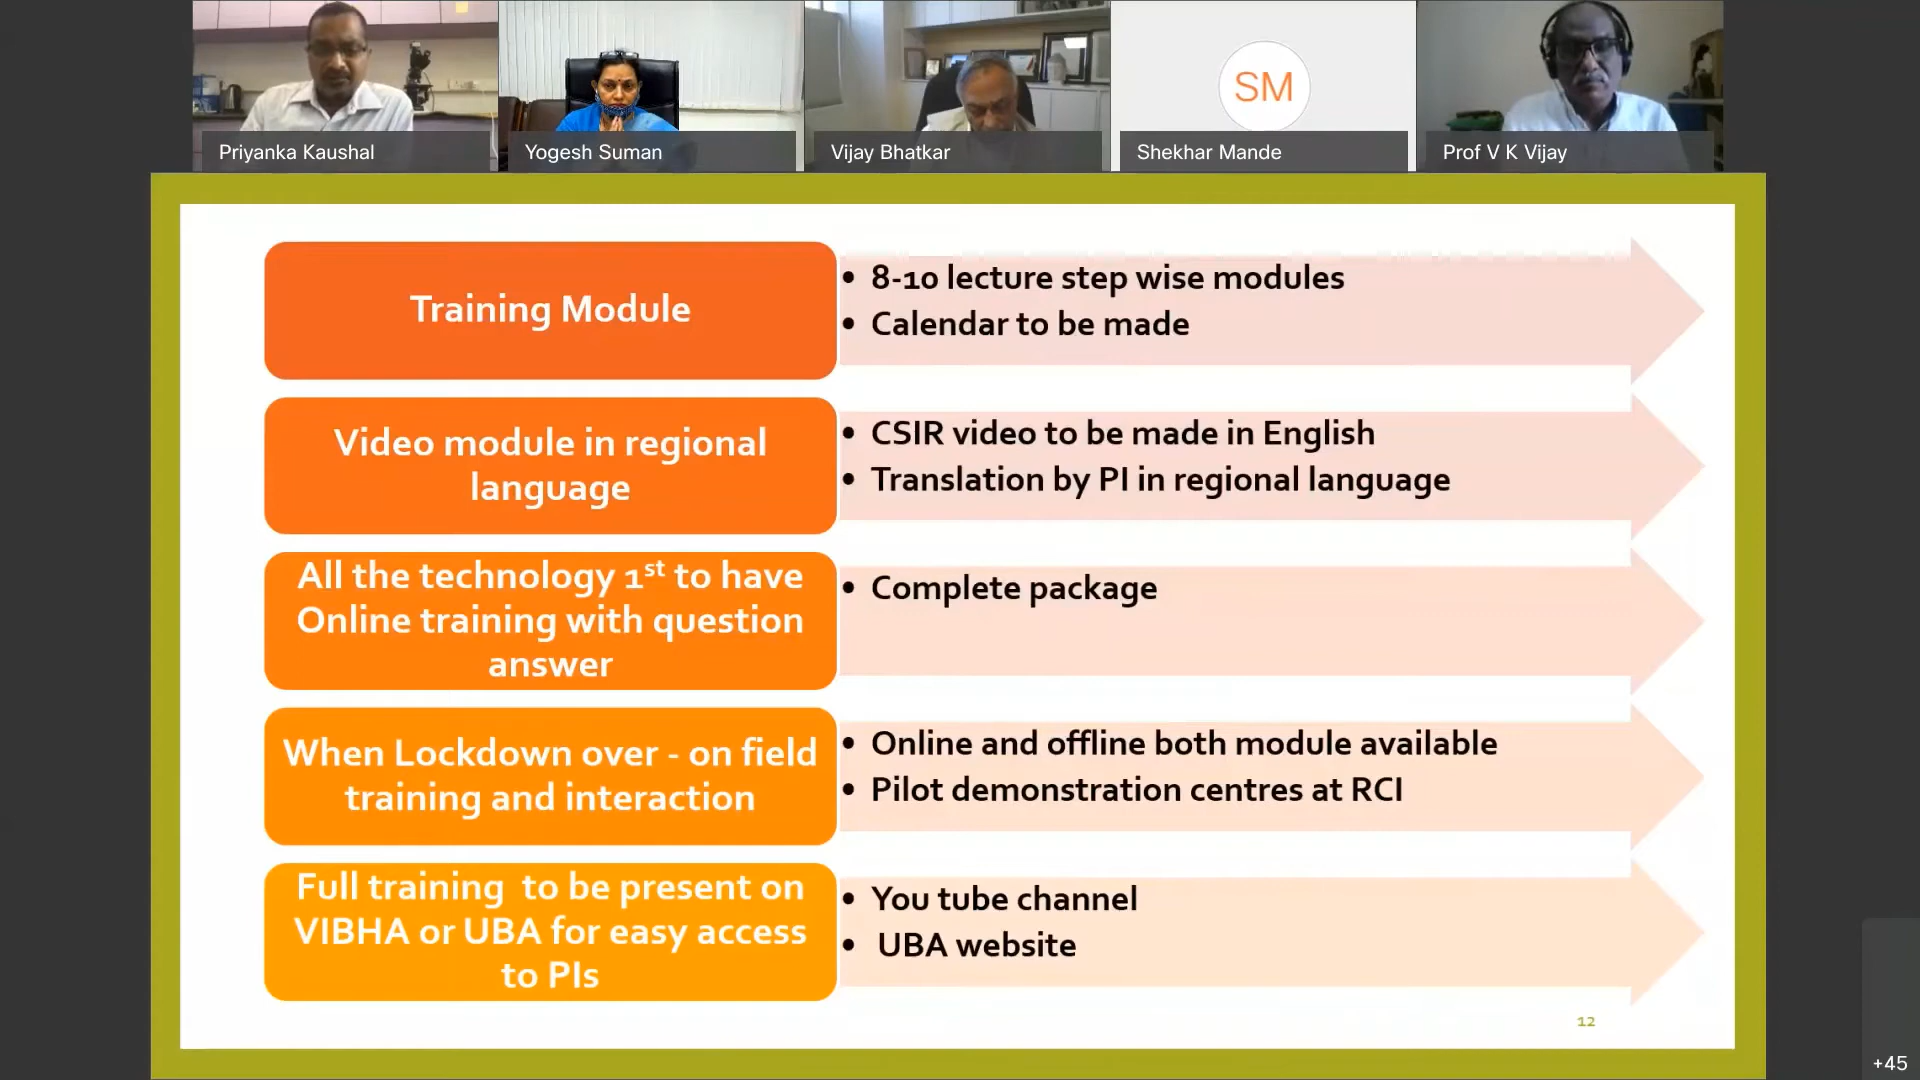 Priyanka Kaushal
Yogesh Suman
Vijay Bhatkar
SM
Shekhar Mande
Prof V K Vijay
Training Module
• 8-10 lecture step wise modules
• Calendar to be made
Video module in regional
language
• CSIR video to be made in English
• Translation by PI in regional language
All the technology 1st to have
Online training with question
answer
• Complete package
When Lockdown over - on field
training and interaction
• Online and offline both module available
• Pilot demonstration centres at RCI
Full training to be present on
VIBHA or UBA for easy access
to PIs
• You tube channel
• UBA website
12
+45